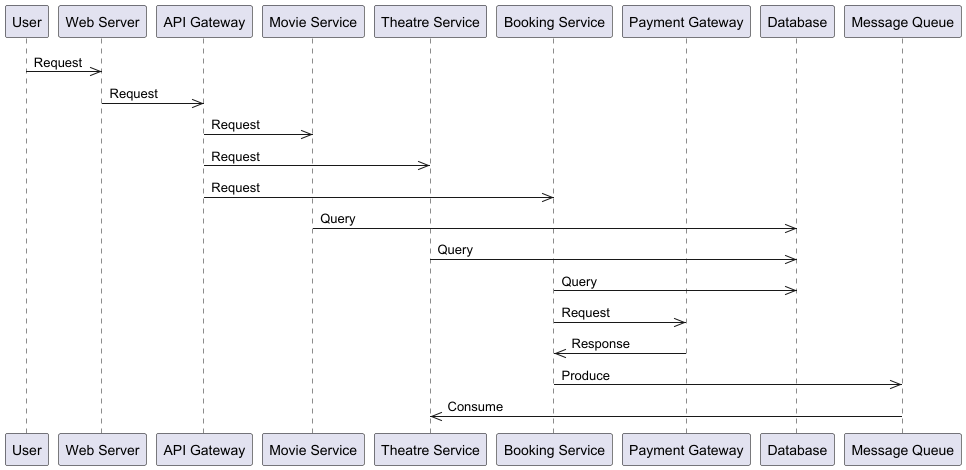 User Web Server API Gateway Movie Service Theatre Service Booking Service Payment Gateway Database Message Queue
Request
Request
Request
Request
Request
Query
Query
Query
Request
Response
Produce
Consume
User Web Server API Gateway Movie Service Theatre Service Booking Service Payment Gateway Database Message Queue